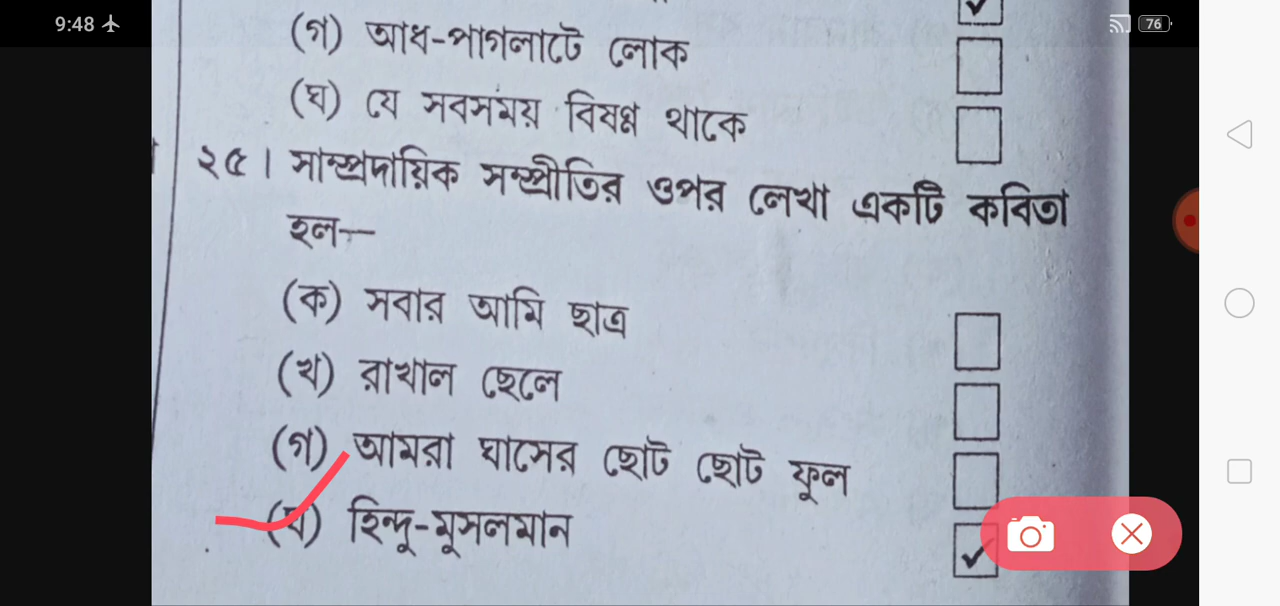 9:48
76
(গ) আধ-পাগলাটে লোক
(ঘ) যে সবসময় বিষণ্ণ থাকে
২৫। সাম্প্রদায়িক সম্প্রীতির ওপর লেখা একটি কবিতা
হল—
(ক) সবার আমি ছাত্র
(খ) রাখাল ছেলে
(গ) আমরা ঘাসের ছোট ছোট ফুল
(ঘ) হিন্দু-মুসলমান